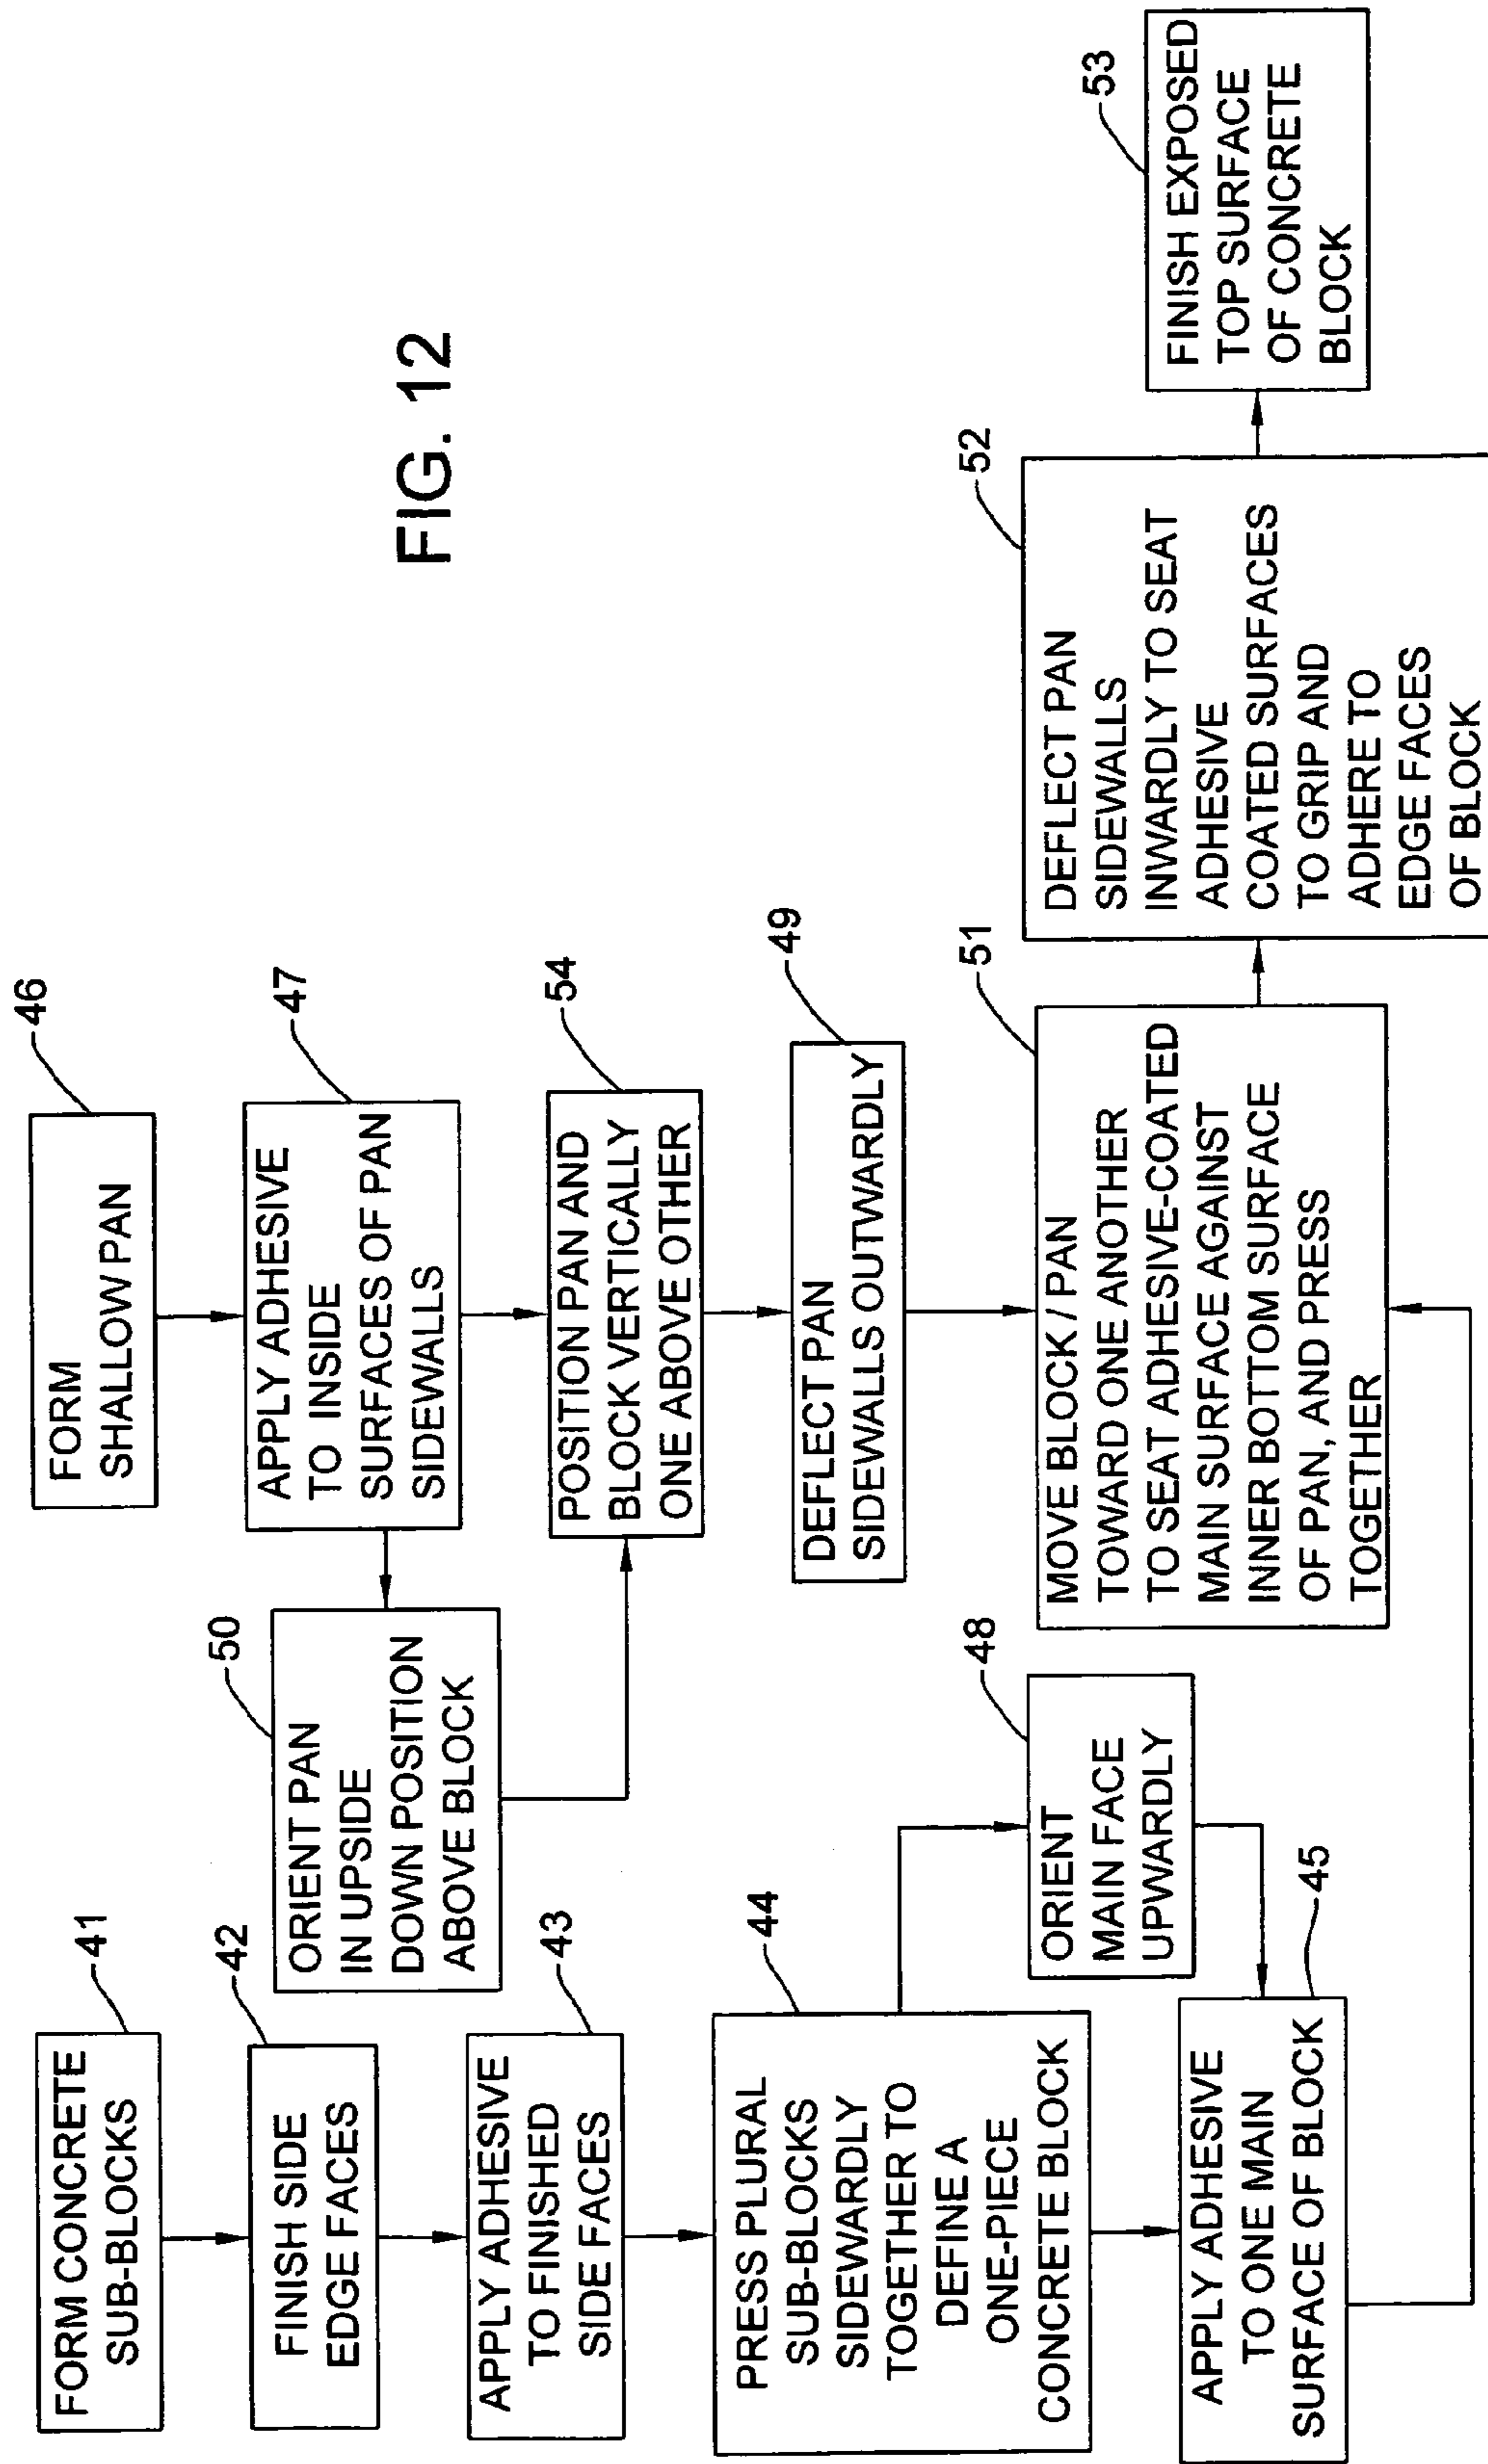 FIG. 12
41
FORM CONCRETE
SUB-BLOCKS
42
FINISH SIDE
EDGE FACES
43
APPLY ADHESIVE
TO FINISHED
SIDE FACES
44
PRESS PLURAL
SUB-BLOCKS
SIDEWARDLY
TOGETHER TO
DEFINE A
ONE-PIECE
CONCRETE BLOCK
48
ORIENT
MAIN FACE
UPWARDLY
45
APPLY ADHESIVE
TO ONE MAIN
SURFACE OF BLOCK
46
FORM
SHALLOW PAN
47
APPLY ADHESIVE
TO INSIDE
SURFACES OF PAN
SIDEWALLS
50
ORIENT PAN
IN UPSIDE
DOWN POSITION
ABOVE BLOCK
54
POSITION PAN AND
BLOCK VERTICALLY
ONE ABOVE OTHER
49
DEFLECT PAN
SIDEWALLS OUTWARDLY
51
MOVE BLOCK / PAN
TOWARD ONE ANOTHER
TO SEAT ADHESIVE-COATED
MAIN SURFACE AGAINST
INNER BOTTOM SURFACE
OF PAN, AND PRESS
TOGETHER
52
DEFLECT PAN
SIDEWALLS
INWARDLY TO SEAT
ADHESIVE
COATED SURFACES
TO GRIP AND
ADHERE TO
EDGE FACES
OF BLOCK
53
FINISH EXPOSED
TOP SURFACE
OF CONCRETE
BLOCK